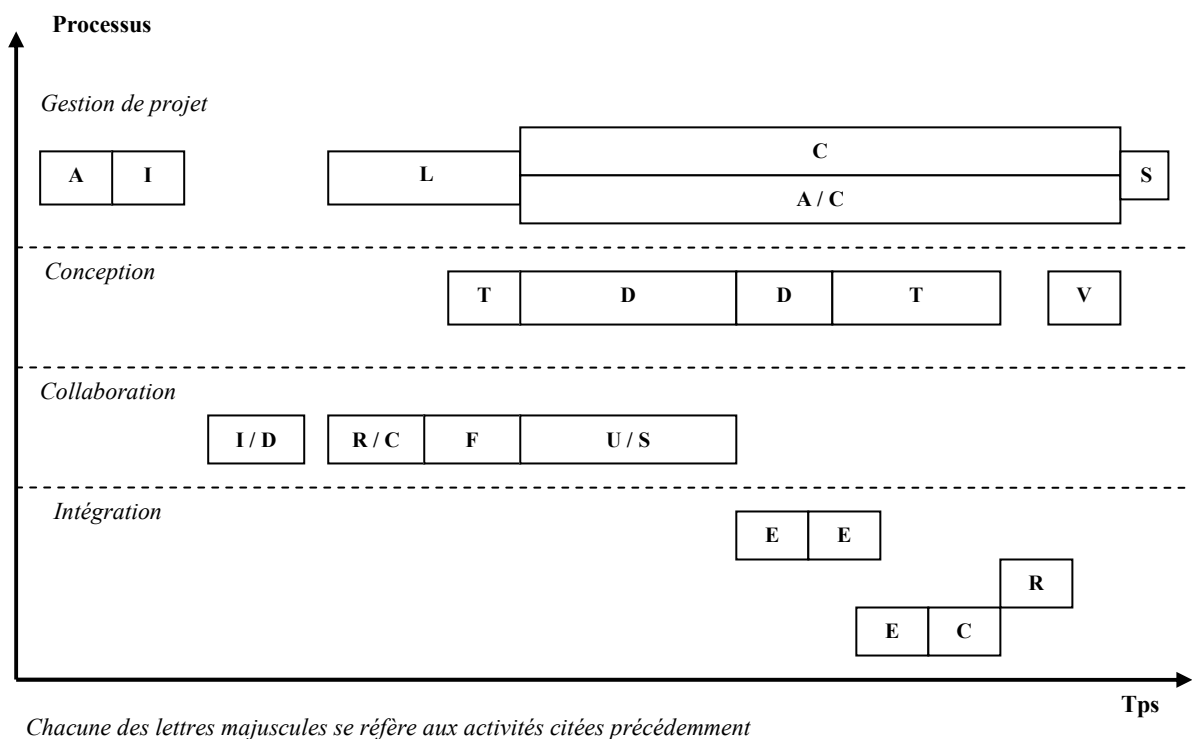 Processus
Gestion de projet
C
A I L S
A / C
Conception
T D D T V
Collaboration
I / D R / C F U / S
Intégration
E E
R
E C
Tps
Chacune des lettres majuscules se réfère aux activités citées précédemment